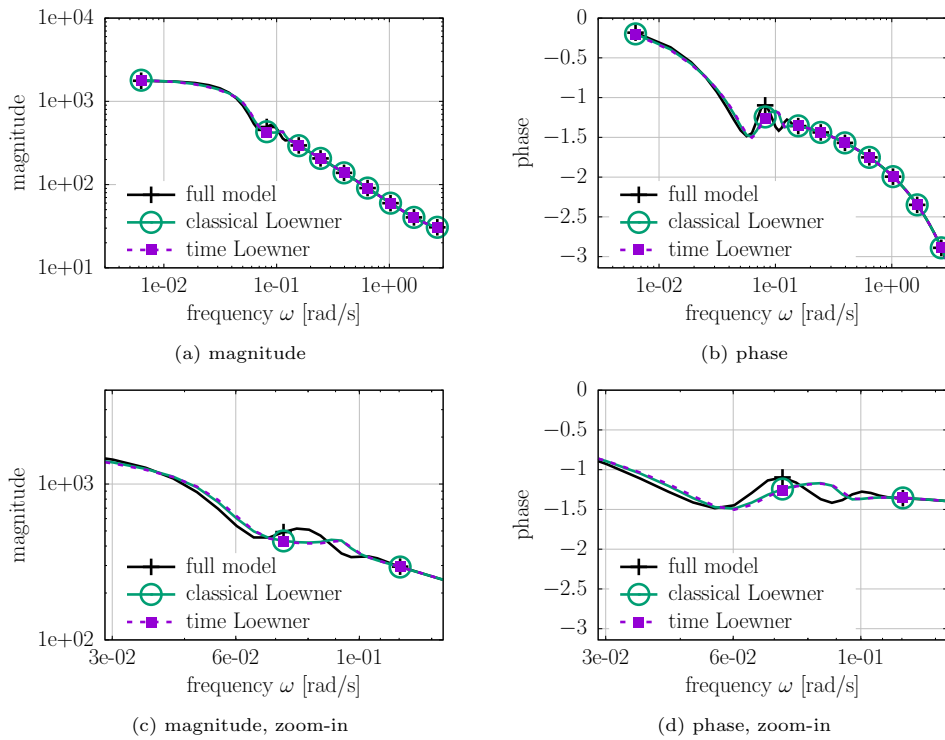 1e+04
1e+03
1e+02
1e+01
magnitude
full model
classical Loewner
time Loewner
1e-02
1e-01
1e+00
frequency ω [rad/s]
(a) magnitude
0
−0.5
−1
−1.5
−2
−2.5
−3
phase
full model
classical Loewner
time Loewner
1e-02
1e-01
1e+00
frequency ω [rad/s]
(b) phase
1e+03
1e+02
magnitude
full model
classical Loewner
time Loewner
3e-02
6e-02
1e-01
frequency ω [rad/s]
(c) magnitude, zoom-in
0
−0.5
−1
−1.5
−2
−2.5
−3
phase
full model
classical Loewner
time Loewner
3e-02
6e-02
1e-01
frequency ω [rad/s]
(d) phase, zoom-in